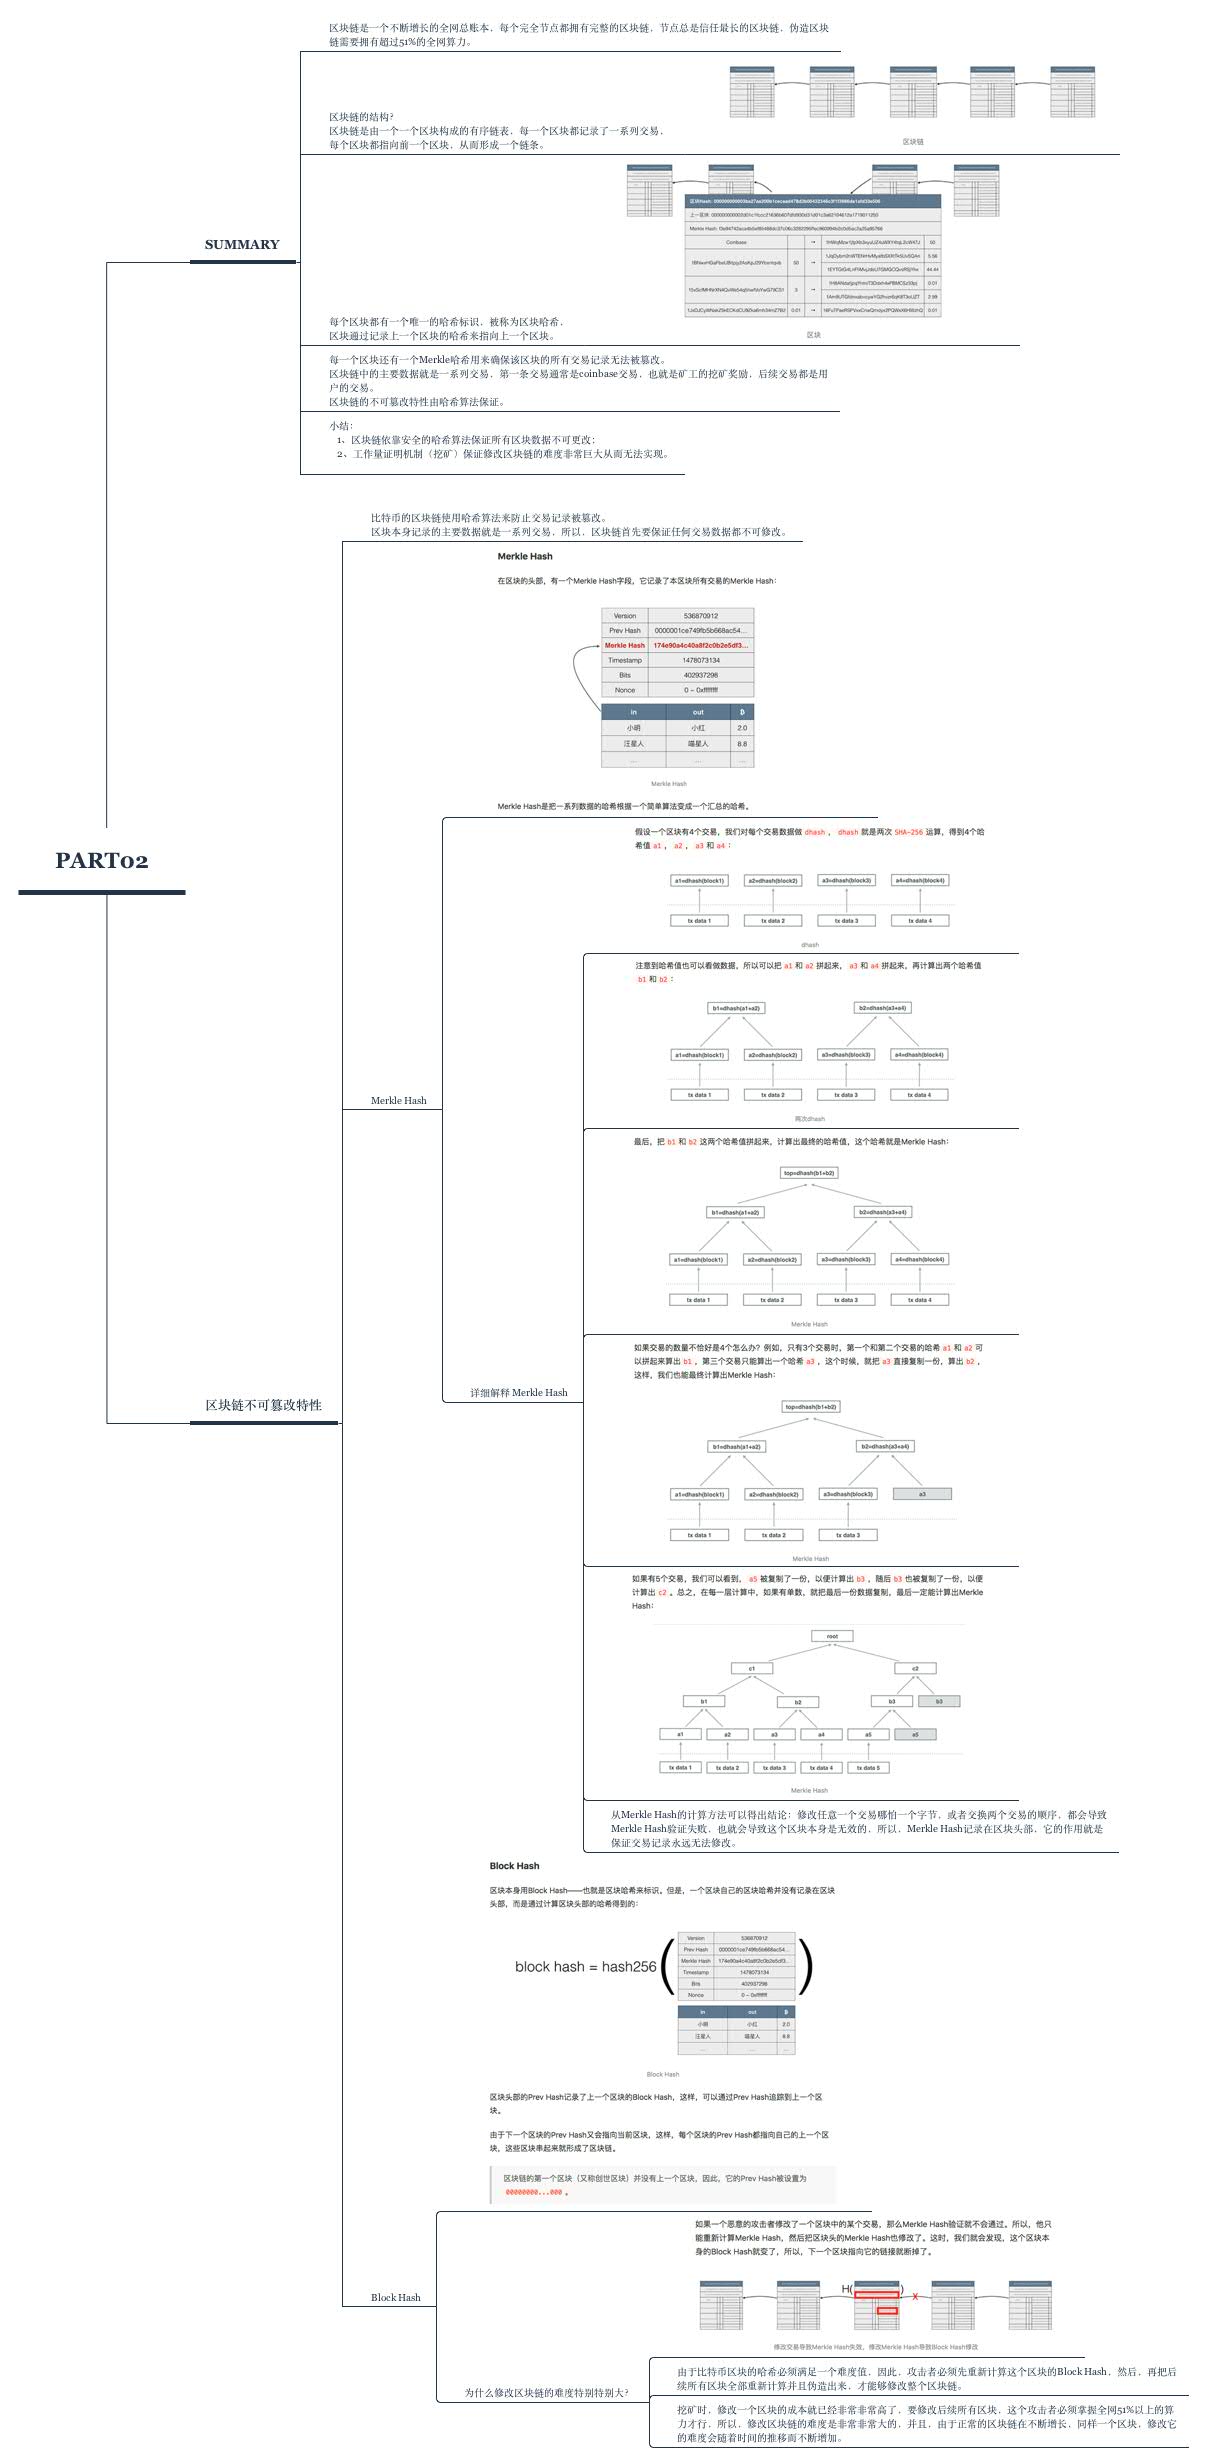 区块链是一个不断增长的全网总账本，每个完全节点都拥有完整的区块链，节点总是信任最长的区块链，伪造区块
链需要拥有超过51%的全网算力。
区块链的结构?
区块链是由一个一个区块构成的有序链表，每一个区块都记录了一系列交易，
每个区块都指向前一个区块，从而形成一个链条。
区块链
SUMMARY
上一区块:
Merkle Hash:
Coinbase → 50
50 → 5.56
44.44
3 → 0.01
2.99
0.01 → 0.01
区块
每个区块都有一个唯一的哈希标识，被称为区块哈希，
区块通过记录上一个区块的哈希来指向上一个区块。
每一个区块还有一个Merkle哈希用来确保该区块的所有交易记录无法被篡改。
区块链中的主要数据就是一系列交易，第一条交易通常是coinbase交易，也就是矿工的挖矿奖励，后续交易都是用
户的交易。
区块链的不可篡改特性由哈希算法保证。
小结:
1、区块链依靠安全的哈希算法保证所有区块数据不可更改;
2、工作量证明机制（挖矿）保证修改区块链的难度非常巨大从而无法实现。
PART02
区块链不可篡改特性
比特币的区块链使用哈希算法来防止交易记录被篡改。
区块本身记录的主要数据就是一系列交易，所以，区块链首先要保证任何交易数据都不可修改。
Merkle Hash
Merkle Hash
在区块的头部，有一个Merkle Hash字段，它记录了本区块所有交易的Merkle Hash：
Version 536870912
Prev Hash 0000001ce749fb5b668ac54...
Merkle Hash 174e90a4c40a8f2c0b2e5df3...
Timestamp 1478073134
Bits 402937298
Nonce 0 ~ 0xffffffff
in out ₿
小明 小红 2.0
汪星人 喵星人 8.8
.... .... ...
Merkle Hash
Merkle Hash是把一系列数据的哈希根据一个简单算法变成一个汇总的哈希。
详细解释 Merkle Hash
假设一个区块有4个交易，我们对每个交易数据做 dhash ， dhash 就是两次 SHA-256 运算，得到4个哈
希值 a1 ， a2 ， a3 和 a4 ：
a1=dhash(block1) a2=dhash(block2) a3=dhash(block3) a4=dhash(block4)
tx data 1 tx data 2 tx data 3 tx data 4
dhash
注意到哈希值也可以看做数据，所以可以把 a1 和 a2 拼起来， a3 和 a4 拼起来，再计算出两个哈希值
b1 和 b2 ：
b1=dhash(a1+a2) b2=dhash(a3+a4)
a1=dhash(block1) a2=dhash(block2) a3=dhash(block3) a4=dhash(block4)
tx data 1 tx data 2 tx data 3 tx data 4
两次dhash
最后，把 b1 和 b2 这两个哈希值拼起来，计算出最终的哈希值，这个哈希就是Merkle Hash：
top=dhash(b1+b2)
b1=dhash(a1+a2) b2=dhash(a3+a4)
a1=dhash(block1) a2=dhash(block2) a3=dhash(block3) a4=dhash(block4)
tx data 1 tx data 2 tx data 3 tx data 4
Merkle Hash
如果交易的数量不恰好是4个怎么办？例如，只有3个交易时，第一个和第二个交易的哈希 a1 和 a2 可
以拼起来算出 b1 ，第三个交易只能算出一个哈希 a3 ，这个时候，就把 a3 直接复制一份，算出 b2 ，
这样，我们也能最终计算出Merkle Hash：
top=dhash(b1+b2)
b1=dhash(a1+a2) b2=dhash(a3+a4)
a1=dhash(block1) a2=dhash(block2) a3=dhash(block3) a3
tx data 1 tx data 2 tx data 3
Merkle Hash
如果有5个交易，我们可以看到， a5 被复制了一份，以便计算出 b3 ，随后 b3 也被复制了一份，以便
计算出 c2 。总之，在每一层计算中，如果有单数，就把最后一份数据复制，最后一定能计算出Merkle
Hash：
root
c1 c2
b1 b2 b3 b3
a1 a2 a3 a4 a5 a5
tx data 1 tx data 2 tx data 3 tx data 4 tx data 5
Merkle Hash
从Merkle Hash的计算方法可以得出结论：修改任意一个交易哪怕一个字节，或者交换两个交易的顺序，都会导致
Merkle Hash验证失败，也就会导致这个区块本身是无效的，所以，Merkle Hash记录在区块头部，它的作用就是
保证交易记录永远无法修改。
Block Hash
Block Hash
区块本身用Block Hash——也就是区块哈希来标识。但是，一个区块自己的区块哈希并没有记录在区块
头部，而是通过计算区块头部的哈希得到的：
block hash = hash256( )
Version 536870912
Prev Hash 0000001ce749fb5b668ac54...
Merkle Hash 174e90a4c40a8f2c0b2e5df3...
Timestamp 1478073134
Bits 402937298
Nonce 0 ~ 0xffffffff
in out ₿
小明 小红 2.0
汪星人 喵星人 8.8
.... .... ...
Block Hash
区块头部的Prev Hash记录了上一个区块的Block Hash，这样，可以通过Prev Hash追踪到上一个区
块。
由于下一个区块的Prev Hash又会指向当前区块，这样，每个区块的Prev Hash都指向自己的上一个区
块，这些区块串起来就形成了区块链。
区块链的第一个区块（又称创世区块）并没有上一个区块，因此，它的Prev Hash被设置为
00000000...000 。
为什么修改区块链的难度特别特别大?
如果一个恶意的攻击者修改了一个区块中的某个交易，那么Merkle Hash验证就不会通过。所以，他只
能重新计算Merkle Hash，然后把区块头的Merkle Hash也修改了。这时，我们就会发现，这个区块本
身的Block Hash就变了，所以，下一个区块指向它的链接就断掉了。
H( ) X
修改交易导致Merkle Hash失效，修改Merkle Hash导致Block Hash修改
由于比特币区块的哈希必须满足一个难度值，因此，攻击者必须先重新计算这个区块的Block Hash，然后，再把后
续所有区块全部重新计算并且伪造出来，才能够修改整个区块链。
挖矿时，修改一个区块的成本就已经非常非常高了，要修改后续所有区块，这个攻击者必须掌握全网51%以上的算
力才行，所以，修改区块链的难度是非常非常大的，并且，由于正常的区块链在不断增长，同样一个区块，修改它
的难度会随着时间的推移而不断增加。